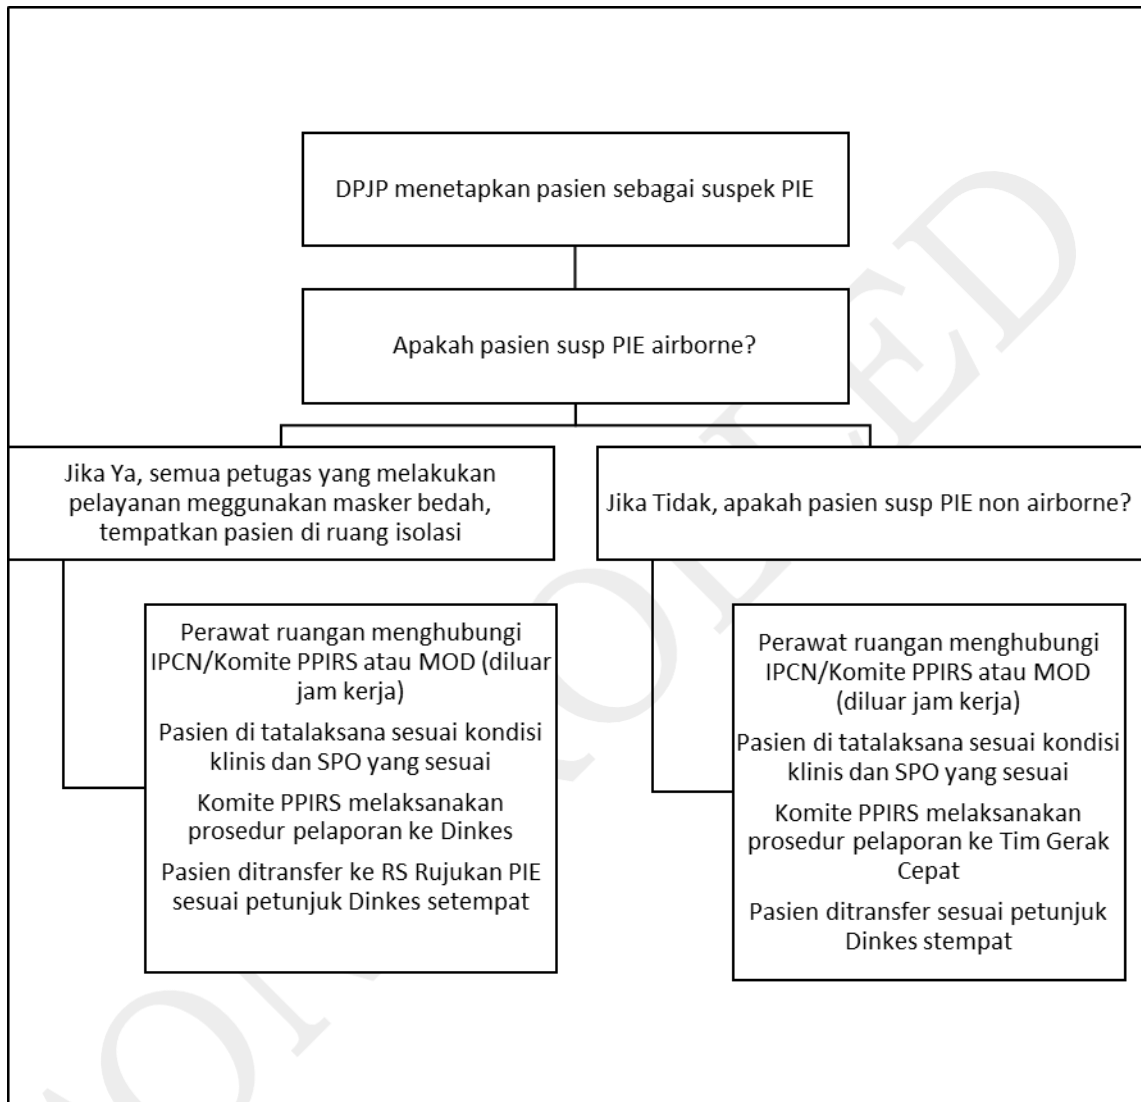 DPJP menetapkan pasien sebagai suspek PIE
Apakah pasien susp PIE airborne?
Jika Ya, semua petugas yang melakukan
pelayanan meggunakan masker bedah,
tempatkan pasien di ruang isolasi
Jika Tidak, apakah pasien susp PIE non airborne?
Perawat ruangan menghubungi
IPCN/Komite PPIRS atau MOD (diluar
jam kerja)
Pasien di tatalaksana sesuai kondisi
klinis dan SPO yang sesuai
Komite PPIRS melaksanakan
prosedur pelaporan ke Dinkes
Pasien ditransfer ke RS Rujukan PIE
sesuai petunjuk Dinkes setempat
Perawat ruangan menghubungi
IPCN/Komite PPIRS atau MOD
(diluar jam kerja)
Pasien di tatalaksana sesuai kondisi
klinis dan SPO yang sesuai
Komite PPIRS melaksanakan
prosedur pelaporan ke Tim Gerak
Cepat
Pasien ditransfer sesuai petunjuk
Dinkes stempat